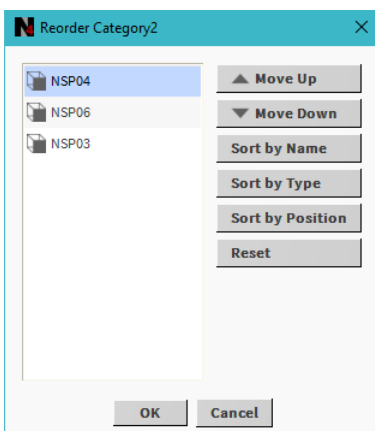 Reorder Category2
NSP04
NSP06
NSP03
Move Up
Move Down
Sort by Name
Sort by Type
Sort by Position
Reset
OK
Cancel